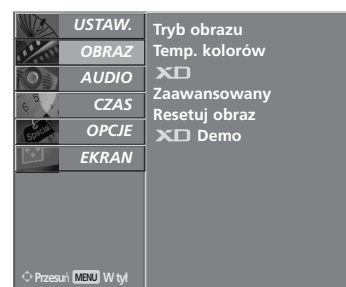 USTAW.
OBRAZ
AUDIO
CZAS
OPCJE
EKRAN
Tryb obrazu
Temp. kolorów
XD
Zaawansowany
Resetuj obraz
XD Demo
Przesuń MENU W tył